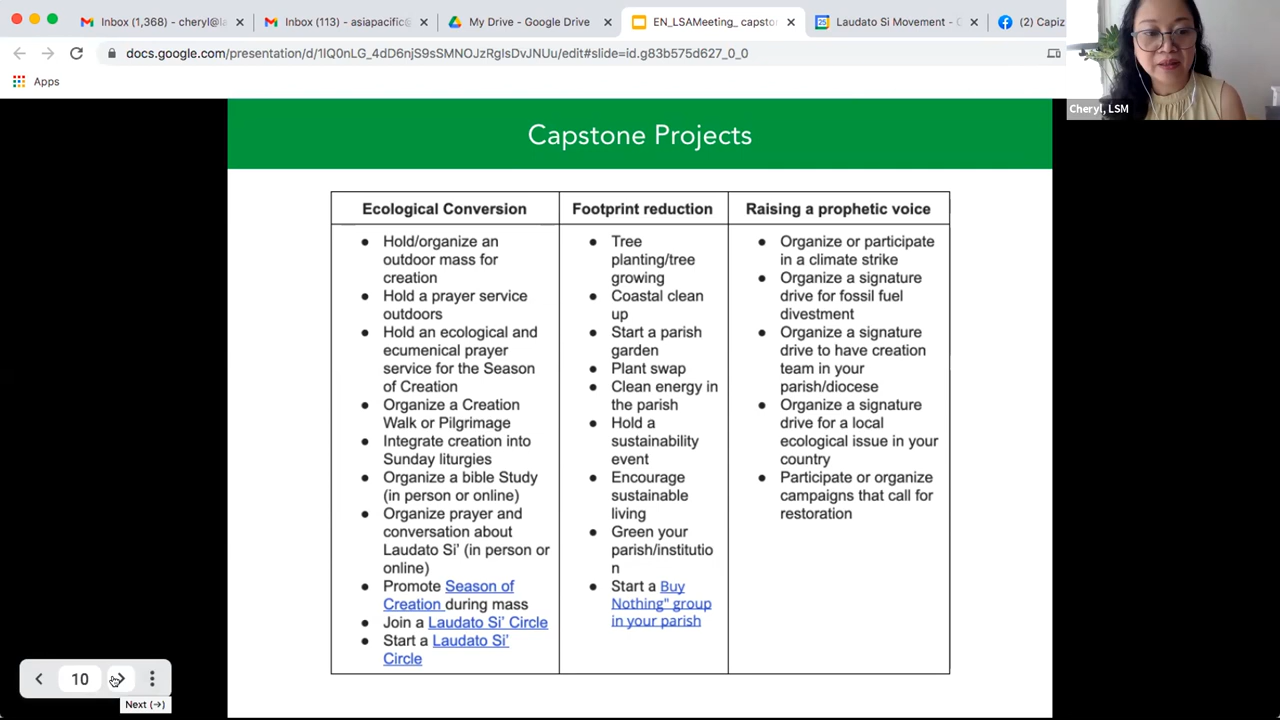 Inbox (1,368) - cheryl@la
Inbox (113) - asiapacific@
My Drive - Google Drive
EN_LSAMeeting_ capsto
Laudato Si Movement - C
(2) Capiz
docs.google.com/presentation/d/1lQ0nLG_4dD6njS9sSMNOJzRgIsDvJNUu/edit#slide=id.g83b575d627_0_0
Apps
Cheryl, LSM
Capstone Projects
Ecological Conversion
Hold/organize an
outdoor mass for
creation
Hold a prayer service
outdoors
Hold an ecological and
ecumenical prayer
service for the Season
of Creation
Organize a Creation
Walk or Pilgrimage
Integrate creation into
Sunday liturgies
Organize a bible Study
(in person or online)
Organize prayer and
conversation about
Laudato Si' (in person or
online)
Promote Season of
Creation during mass
Join a Laudato Si' Circle
Start a Laudato Si'
Circle
Footprint reduction
Tree
planting/tree
growing
Coastal clean
up
Start a parish
garden
Plant swap
Clean energy in
the parish
Hold a
sustainability
event
Encourage
sustainable
living
Green your
parish/institutio
n
Start a Buy
Nothing" group
in your parish
Raising a prophetic voice
Organize or participate
in a climate strike
Organize a signature
drive for fossil fuel
divestment
Organize a signature
drive to have creation
team in your
parish/diocese
Organize a signature
drive for a local
ecological issue in your
country
Participate or organize
campaigns that call for
restoration
10
Next (→)